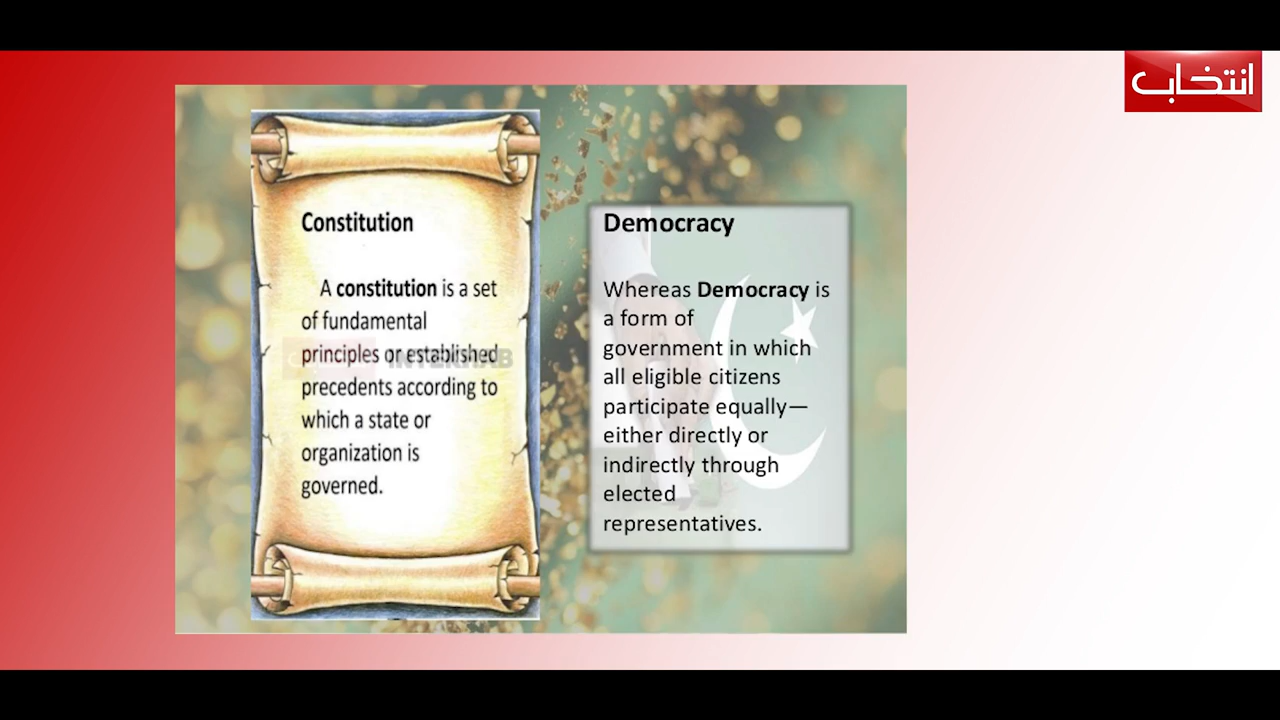 انتخاب
Constitution
A constitution is a set
of fundamental
principles or established
precedents according to
which a state or
organization is
governed.
INTEKHAB
Democracy
Whereas Democracy is
a form of
government in which
all eligible citizens
participate equally—
either directly or
indirectly through
elected
representatives.